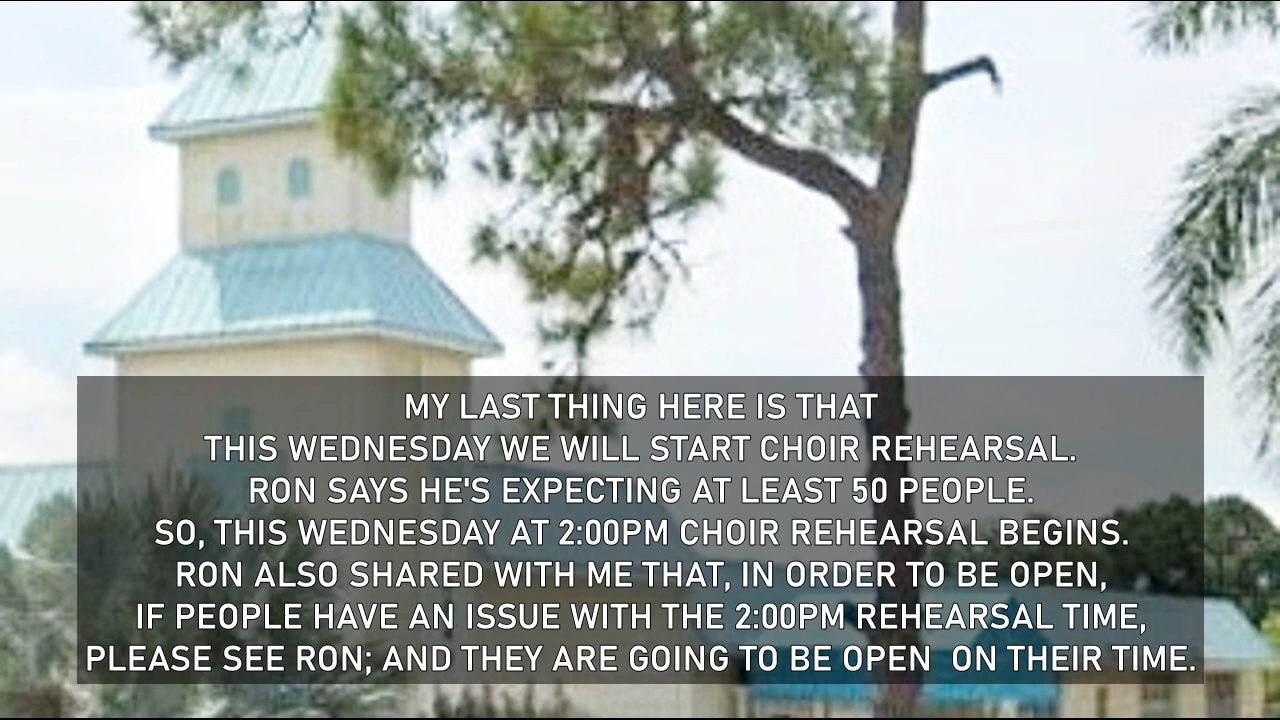 MY LAST THING HERE IS THAT
THIS WEDNESDAY WE WILL START CHOIR REHEARSAL.
RON SAYS HE'S EXPECTING AT LEAST 50 PEOPLE.
SO, THIS WEDNESDAY AT 2:00PM CHOIR REHEARSAL BEGINS.
RON ALSO SHARED WITH ME THAT, IN ORDER TO BE OPEN,
IF PEOPLE HAVE AN ISSUE WITH THE 2:00PM REHEARSAL TIME,
PLEASE SEE RON; AND THEY ARE GOING TO BE OPEN  ON THEIR TIME.